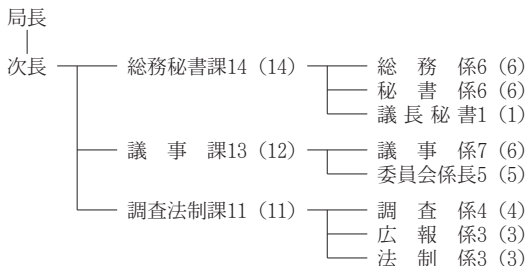 局長
次長 総務秘書課14（14） 総務係6（6）
秘書係6（6）
議長秘書1（1）
議事課13（12） 議事係7（6）
委員会係長5（5）
調査法制課11（11） 調査係4（4）
広報係3（3）
法制係3（3）